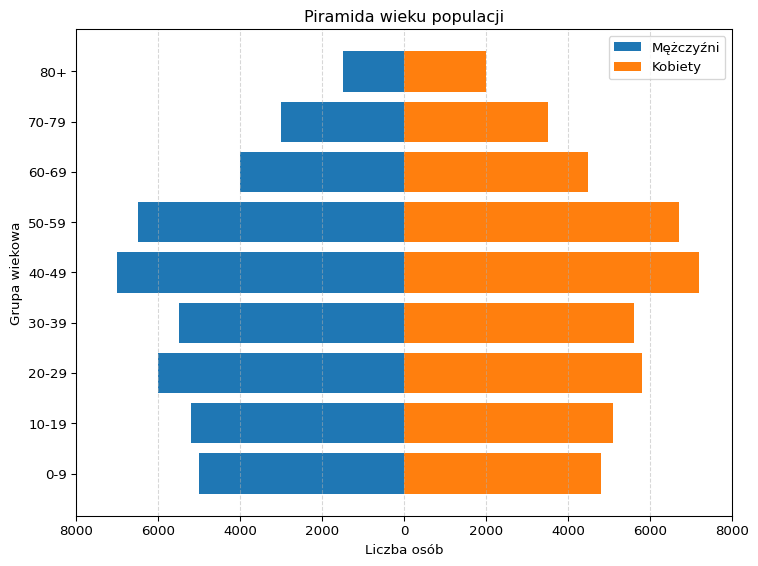 Piramida wieku populacji
Mężczyźni
Kobiety
Grupa wiekowa
80+
70-79
60-69
50-59
40-49
30-39
20-29
10-19
0-9
8000 6000 4000 2000 0 2000 4000 6000 8000
Liczba osób